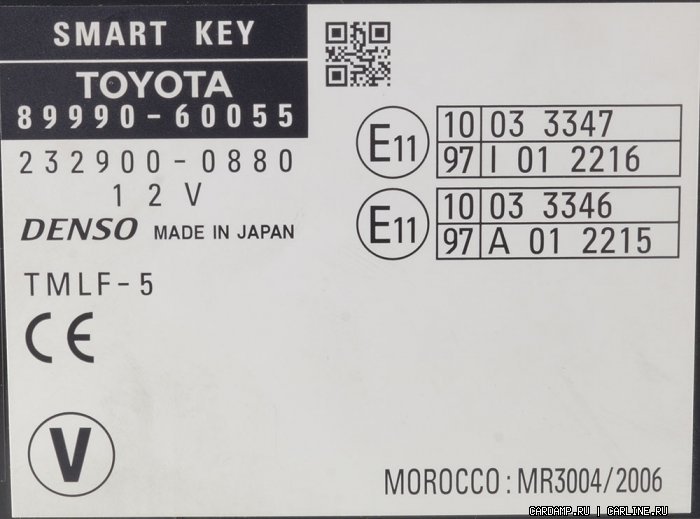 SMART KEY
TOYOTA
89990-60055
232900-0880
12V
DENSO MADE IN JAPAN
TMLF-5
CE
V
E11 10 03 3347
97 I 01 2216
E11 10 03 3346
97 A 01 2215
MOROCCO : MR3004/2006
CARDAMP.RU | CARLINE.RU